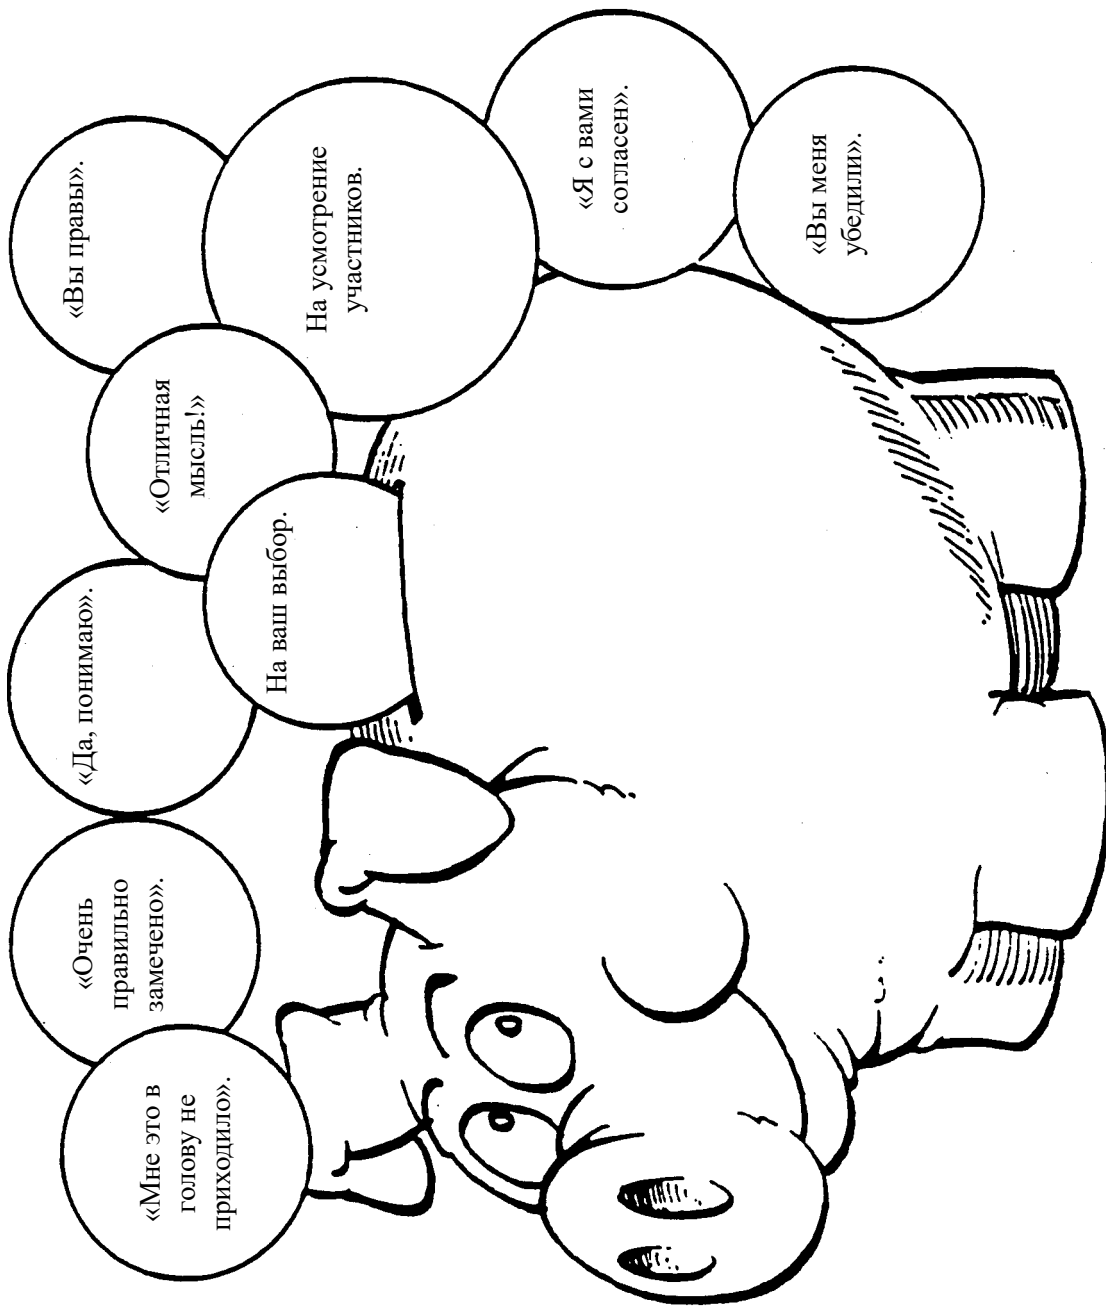 «Мне это в
голову не
приходило».
«Очень
правильно
замечено».
«Да, понимаю».
На ваш выбор.
«Отличная
мысль!»
«Вы правы».
На усмотрение
участников.
«Я с вами
согласен».
«Вы меня
убедили».